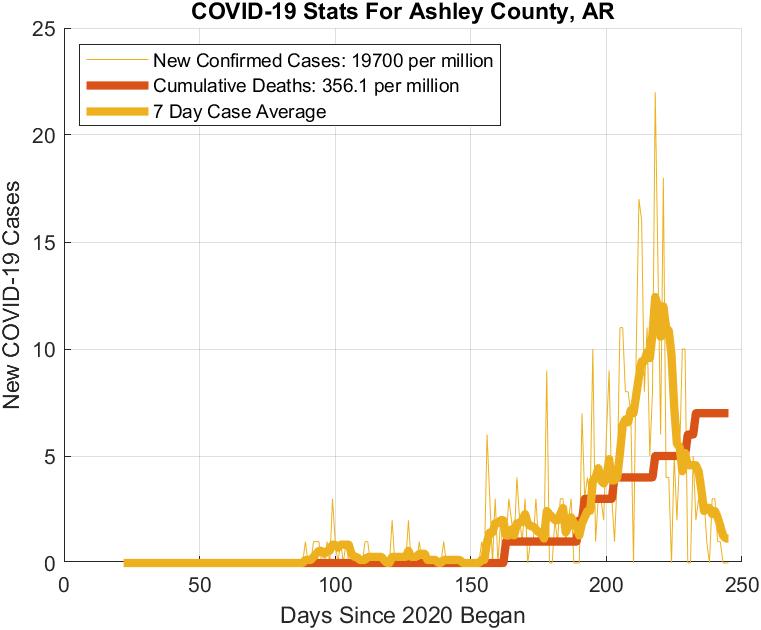 COVID-19 Stats For Ashley County, AR
25
New Confirmed Cases: 19700 per million
Cumulative Deaths: 356.1 per million
7 Day Case Average
20
15
10
5
0
New COVID-19 Cases
0 50 100 150 200 250
Days Since 2020 Began